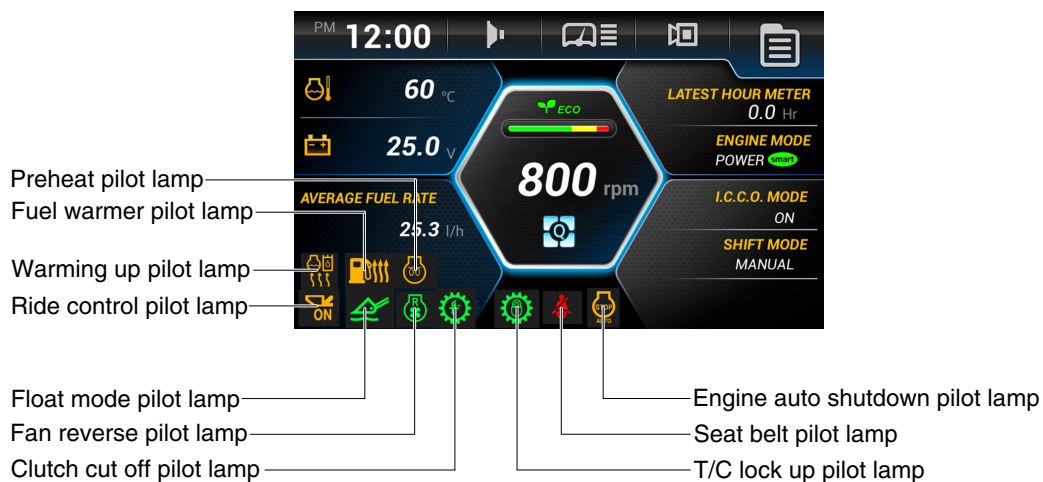 PM 12:00
60 °C
25.0 V
AVERAGE FUEL RATE
25.3 l/h
ECO
800 rpm
Q
LATEST HOUR METER
0.0 Hr
ENGINE MODE
POWER smart
I.C.C.O. MODE
ON
SHIFT MODE
MANUAL
ON
R
STOP
AUTO
Preheat pilot lamp
Fuel warmer pilot lamp
Warming up pilot lamp
Ride control pilot lamp
Float mode pilot lamp
Fan reverse pilot lamp
Clutch cut off pilot lamp
Engine auto shutdown pilot lamp
Seat belt pilot lamp
T/C lock up pilot lamp